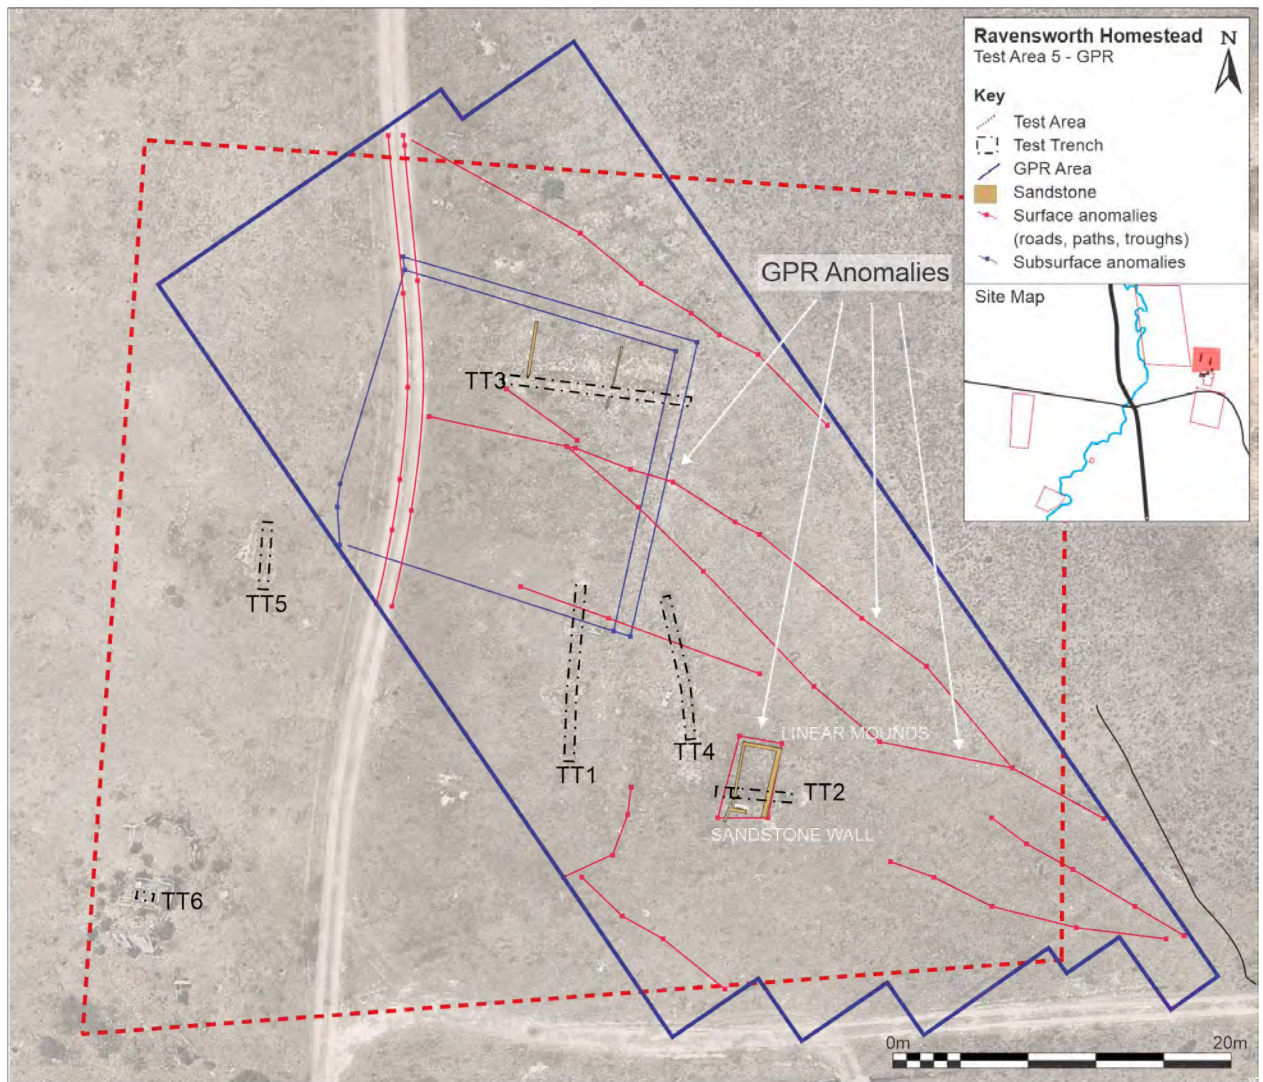 Ravensworth Homestead
Test Area 5 - GPR
N
Key
Test Area
Test Trench
GPR Area
Sandstone
Surface anomalies
(roads, paths, troughs)
Subsurface anomalies
Site Map
GPR Anomalies
TT3
TT5
TT4
TT1
LINEAR MOUNDS
TT2
SANDSTONE WALL
TT6
0m
20m